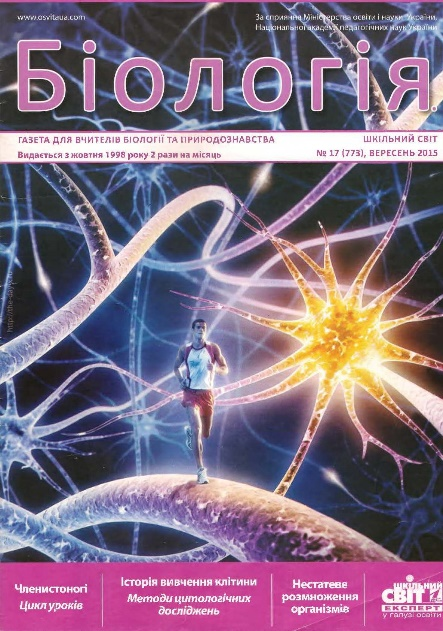 www.osvitaua.com
За сприяння Міністерства освіти і науки України,
Національної академії педагогічних наук України
Біологія
ГАЗЕТА ДЛЯ ВЧИТЕЛІВ БІОЛОГІЇ ТА ПРИРОДОЗНАВСТВА
ШКІЛЬНИЙ СВІТ
Видається з жовтня 1998 року 2 рази на місяць
№ 17 (773), ВЕРЕСЕНЬ 2015
Членистоногі
Цикл уроків
Історія вивчення клітини
Методи цитологічних
досліджень
Нестатеве
розмноження
організмів
ШКІЛЬНИЙ
СВІТ
ЕКСПЕРТ
у галузі освіти